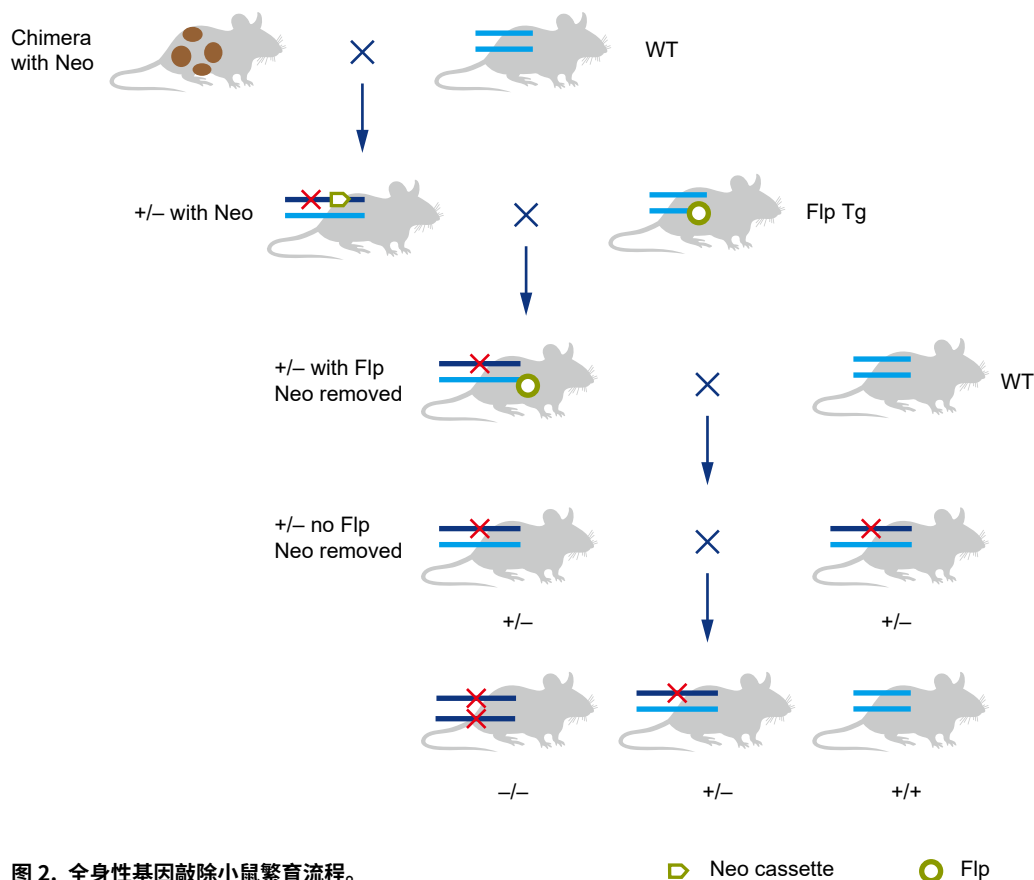 Chimera
with Neo
WT
+/– with Neo
Flp Tg
+/– with Flp
Neo removed
WT
+/– no Flp
Neo removed
+/–
+/–
–/–
+/–
+/+
图 2. 全身性基因敲除小鼠繁育流程。
Neo cassette
Flp